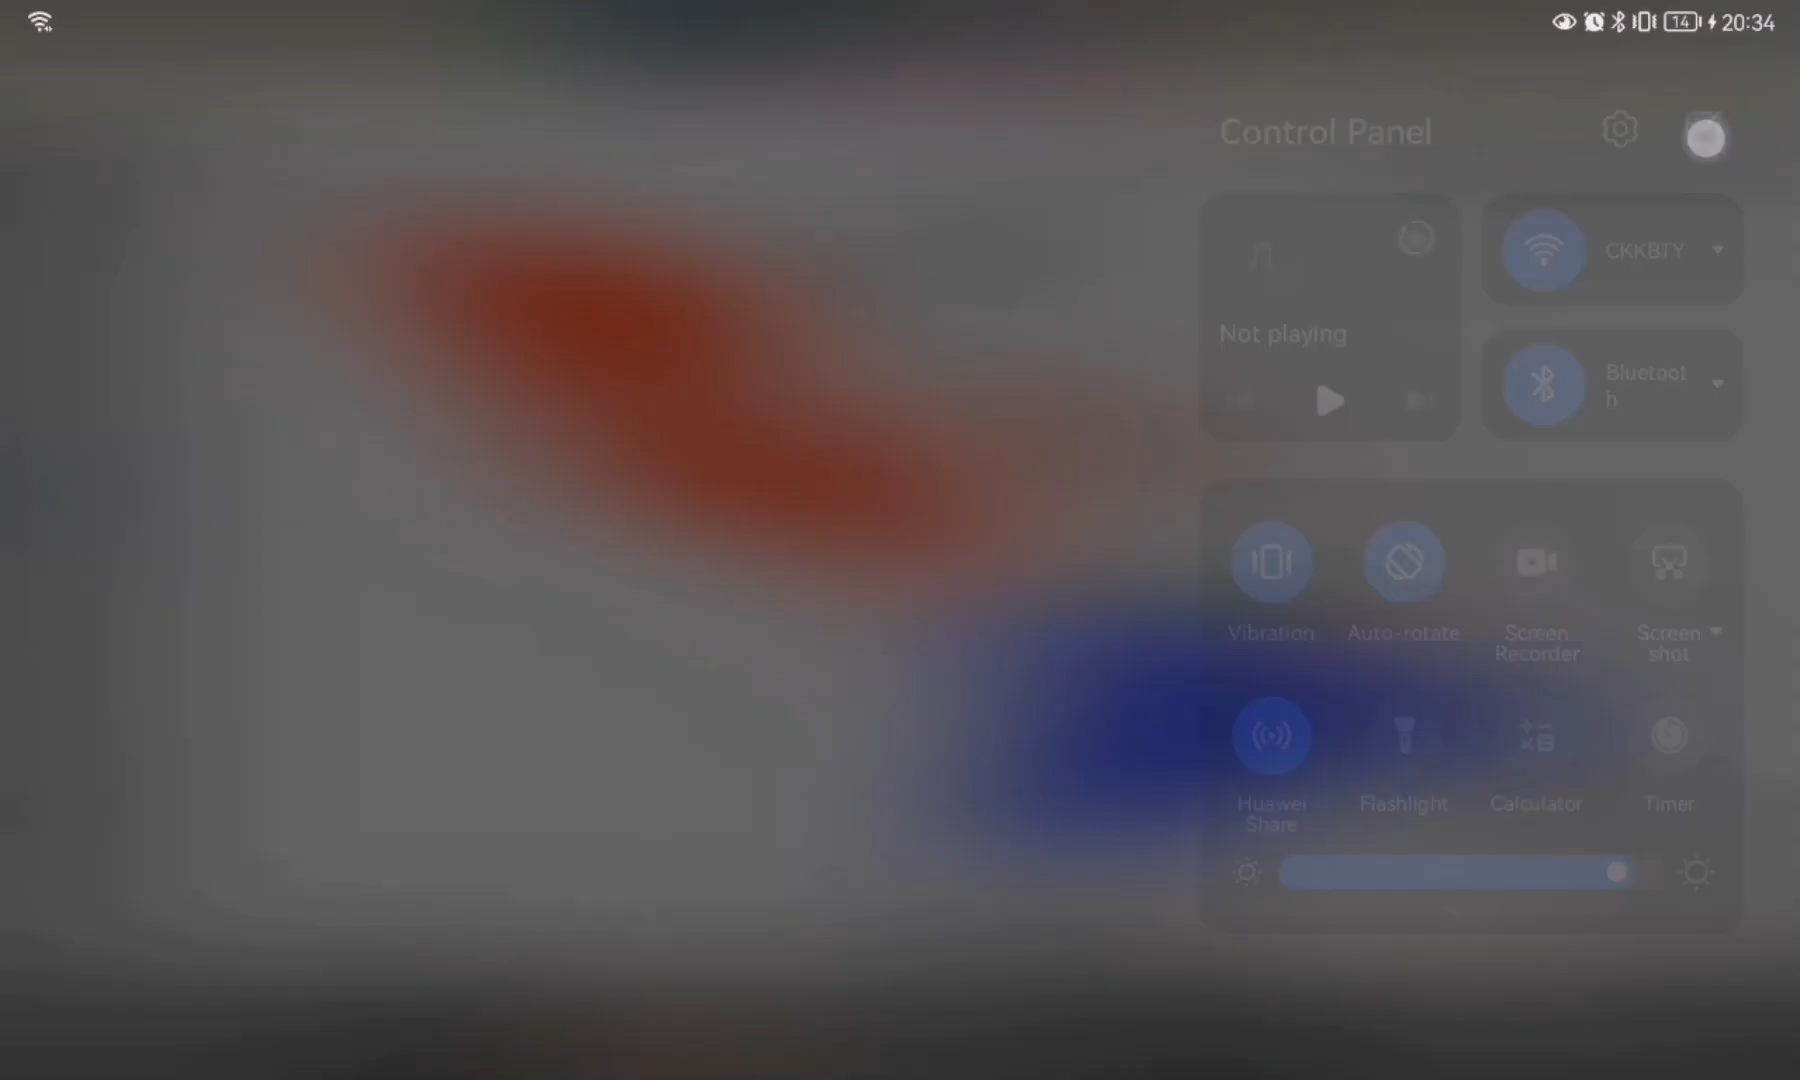 14 20:34
Control Panel
CKKBTY
Not playing
Bluetoot
h
Vibration
Auto-rotate
Screen
Recorder
Screen
shot
Huawei
Share
Flashlight
Calculator
Timer